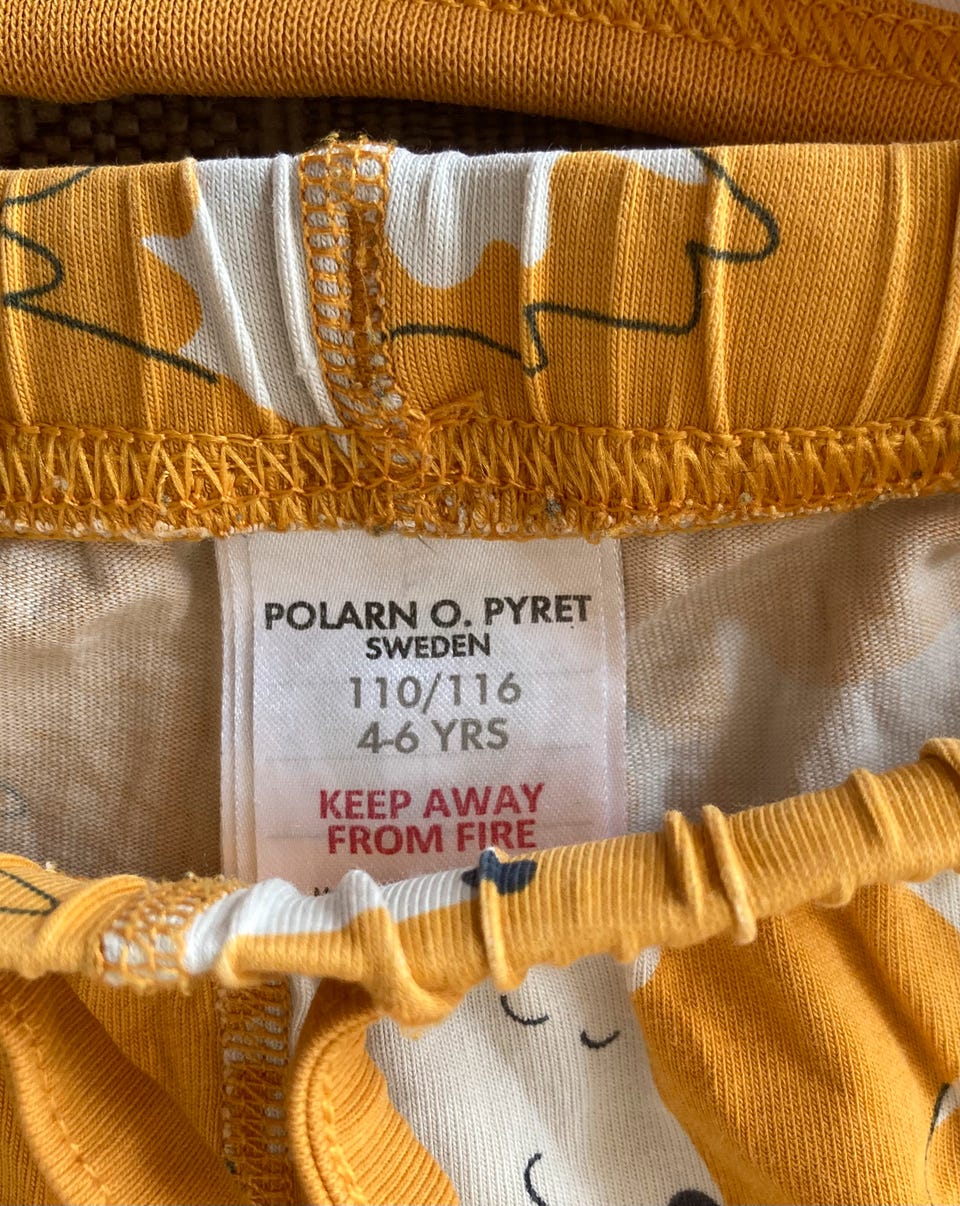 POLARN O. PYRET
SWEDEN
110/116
4-6 YRS
KEEP AWAY
FROM FIRE